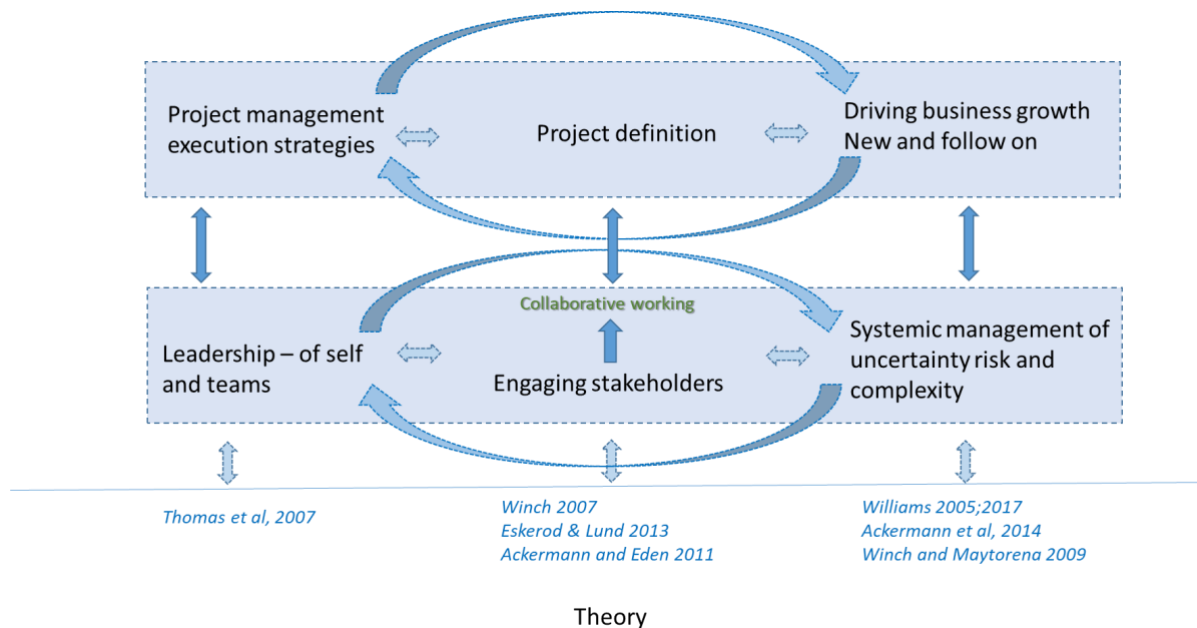 Project management
execution strategies
Project definition
Driving business growth
New and follow on
Collaborative working
Leadership – of self
and teams
Engaging stakeholders
Systemic management of
uncertainty risk and
complexity
Thomas et al, 2007
Winch 2007
Eskerod & Lund 2013
Ackermann and Eden 2011
Williams 2005;2017
Ackermann et al, 2014
Winch and Maytorena 2009
Theory